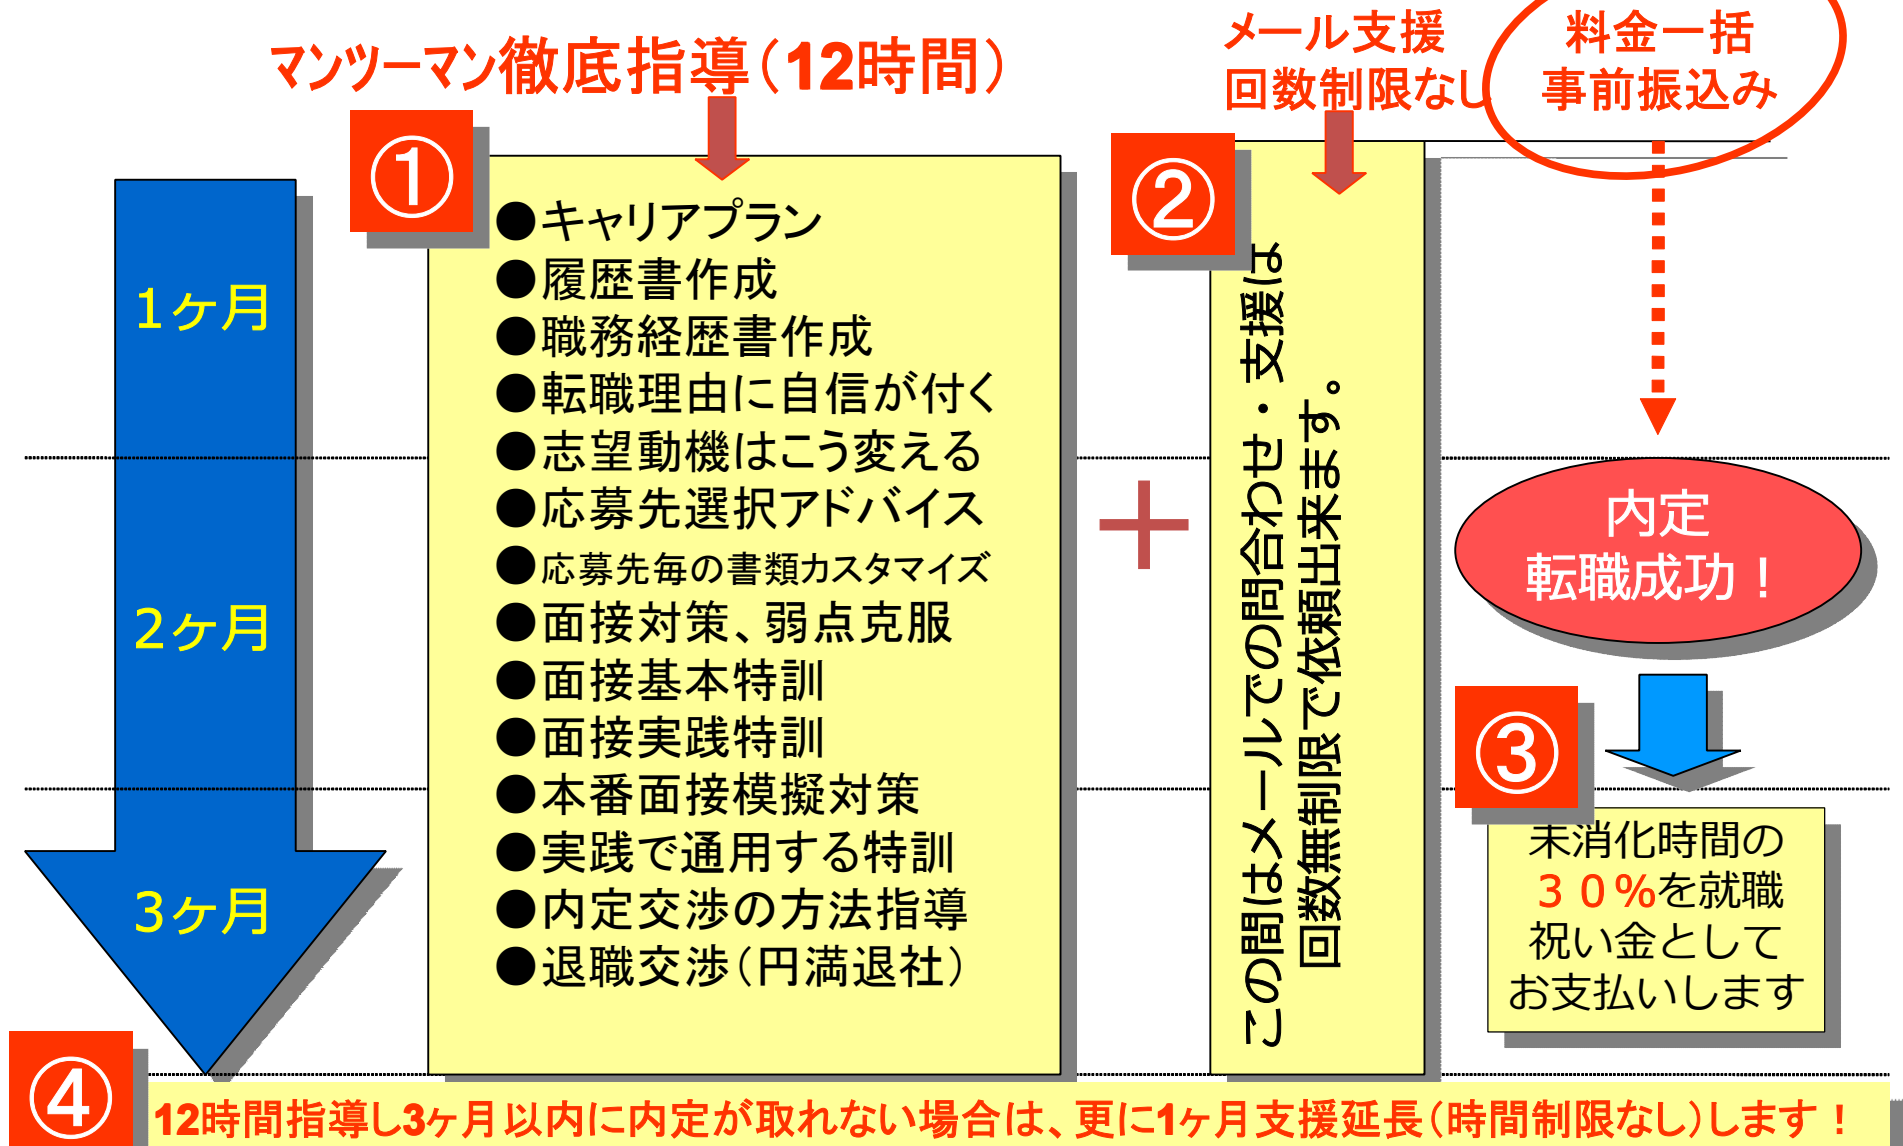 マンツーマン徹底指導（12時間）
メール支援
回数制限なし
料金一括
事前振込み
①
●キャリアプラン
●履歴書作成
●職務経歴書作成
●転職理由に自信が付く
●志望動機はこう変える
●応募先選択アドバイス
●応募先毎の書類カスタマイズ
●面接対策、弱点克服
●面接基本特訓
●面接実践特訓
●本番面接模擬対策
●実践で通用する特訓
●内定交渉の方法指導
●退職交渉（円満退社）
1ヶ月
2ヶ月
3ヶ月
＋
②
この間はメールでの問合わせ・支援は
回数無制限で依頼出来ます。
内定
転職成功！
③
未消化時間の
３０%を就職
祝い金として
お支払いします
④
12時間指導し3ヶ月以内に内定が取れない場合は、更に1ヶ月支援延長（時間制限なし）します！